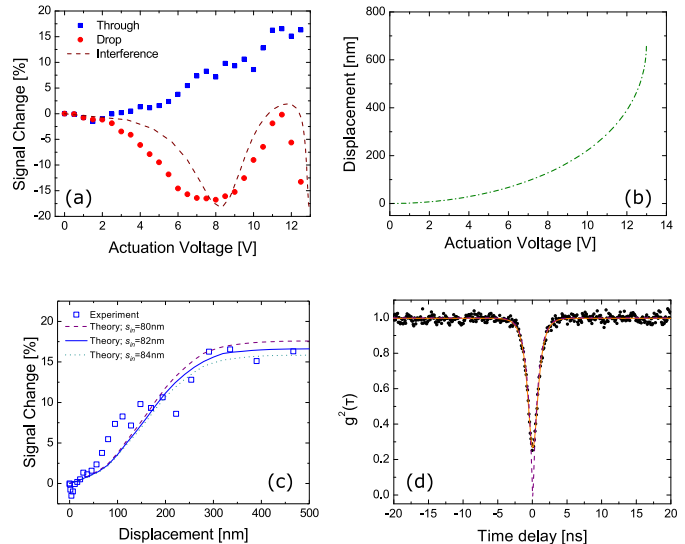 Signal Change [%]
20
15
10
5
0
-5
-10
15
20
Through
Drop
Interference
(a)
0 2 4 6 8 10 12
Actuation Voltage [V]
Displacement [nm]
800
600
400
200
0
(b)
0 2 4 6 8 10 12 14
Actuation Voltage [V]
Signal Change [%]
20
15
10
5
0
Experiment
Theory; s_in=80nm
Theory; s_in=82nm
Theory; s_in=84nm
(c)
0 100 200 300 400 500
Displacement [nm]
g²(τ)
1.0
0.8
0.6
0.4
0.2
0.0
(d)
-20 -15 -10 -5 0 5 10 15 20
Time delay [ns]